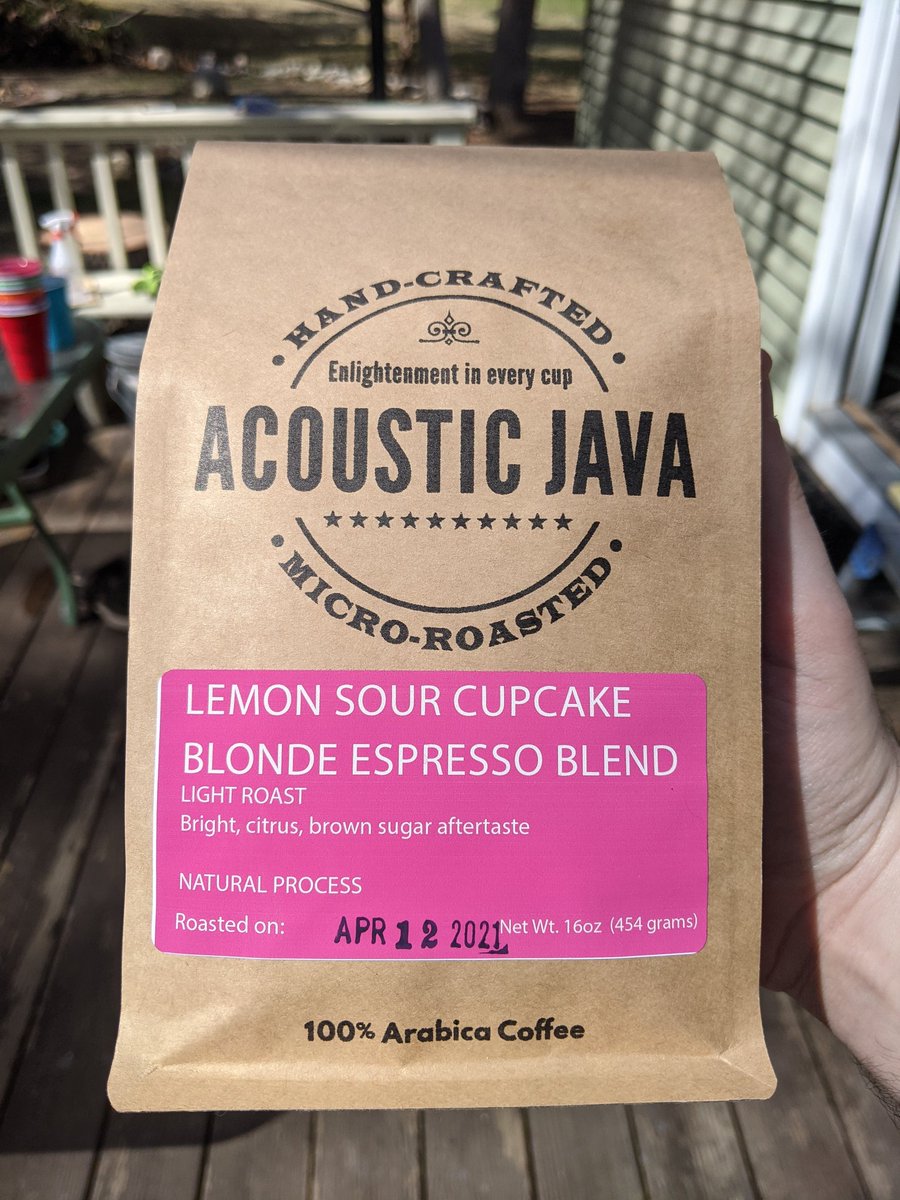 HAND-CRAFTED
Enlightenment in every cup
ACOUSTIC JAVA
MICRO-ROASTED
LEMON SOUR CUPCAKE
BLONDE ESPRESSO BLEND
LIGHT ROAST
Bright, citrus, brown sugar aftertaste
NATURAL PROCESS
Roasted on: APR 12 2021 Net Wt. 16oz (454 grams)
100% Arabica Coffee